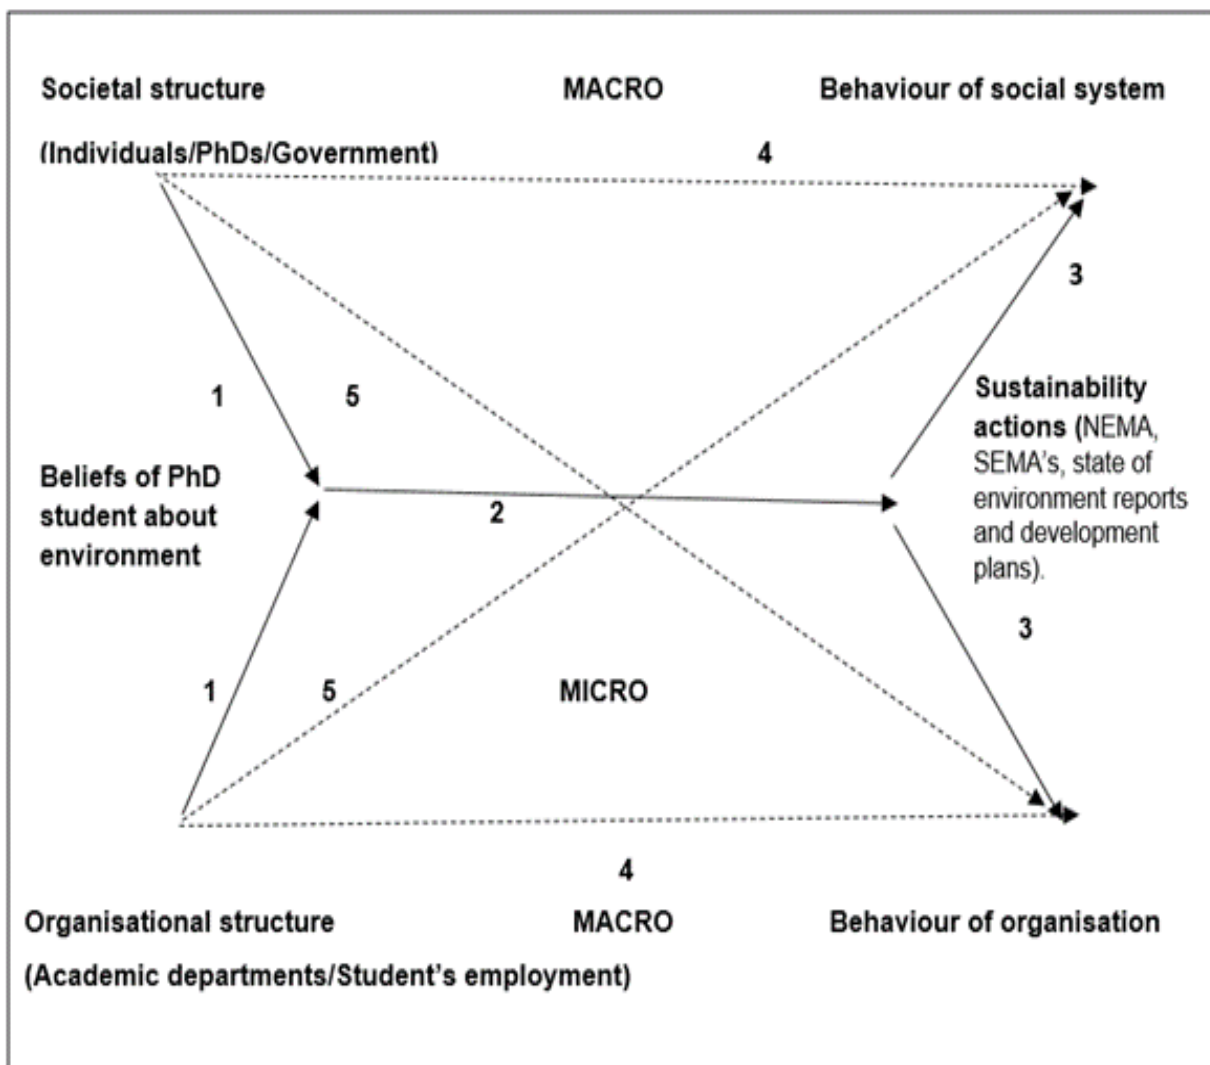 Societal structure MACRO Behaviour of social system
(Individuals/PhDs/Government) 4
3
1 5
Sustainability
actions (NEMA,
SEMA's, state of
environment reports
and development
plans).
Beliefs of PhD
student about
environment
2
3
1 5 MICRO
4
Organisational structure MACRO Behaviour of organisation
(Academic departments/Student's employment)